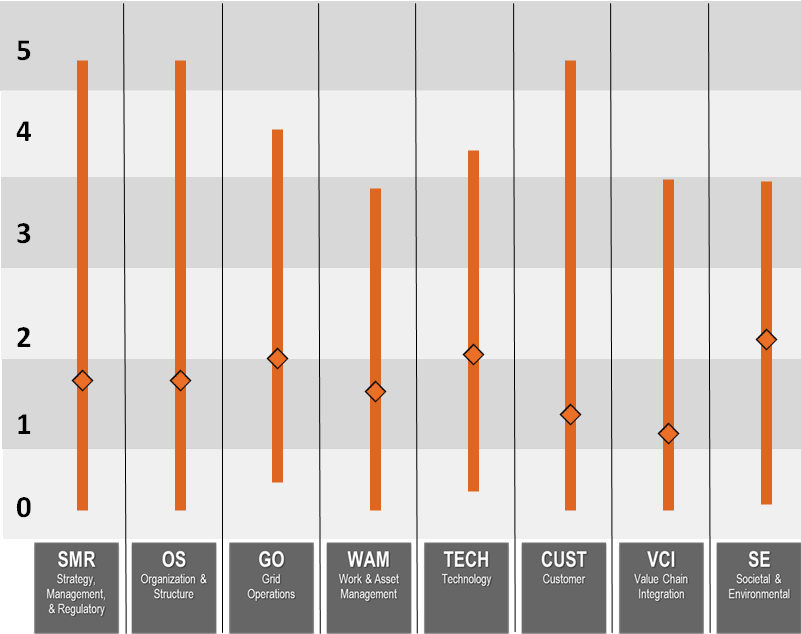 5
4
3
2
1
0
SMR
Strategy,
Management,
& Regulatory
OS
Organization &
Structure
GO
Grid
Operations
WAM
Work & Asset
Management
TECH
Technology
CUST
Customer
VCI
Value Chain
Integration
SE
Societal &
Environmental